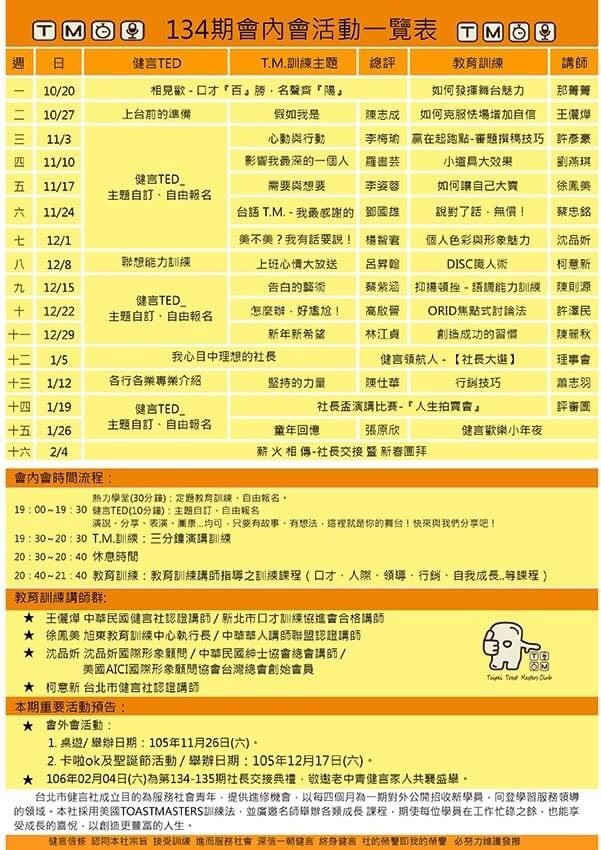 TM 134期會內會活動一覽表 TM
週 日 健言TED T.M.訓練主題 總評 教育訓練 講師
一 10/20 相見歡-口才『百』勝,名聲齊『陽』 如何發揮舞台魅力 那菁菁
二 10/27 上台前的準備 假如我是 陳志成 如何克服怯場增加自信 王儷燁
三 11/3 心動與行動 李梅瑜 贏在起跑點-審題撰稿技巧 許彥豪
四 11/10 影響我最深的一個人 羅書芸 小道具大效果 劉燕琪
健言TED_
主題自訂、自由報名
五 11/17 需要與想要 李姿蓉 如何讓自己大賣 徐鳳美
六 11/24 台語 T.M. - 我最感謝的 鄧國雄 說對了話,無價! 蔡忠銘
七 12/1 美不美?我有話要說! 楊智宭 個人色彩與形象魅力 沈品妡
八 12/8 聯想能力訓練 上班心情大放送 呂昇翰 DISC識人術 柯意新
九 12/15 告白的藝術 蔡紫涵 抑揚頓挫-語調能力訓練 陳則源
健言TED_
主題自訂、自由報名
十 12/22 怎麼辦,好尷尬! 高啟晉 ORID焦點式討論法 許澤民
十一 12/29 新年新希望 林江貞 創造成功的習慣 陳麗秋
十二 1/5 我心目中理想的社長 健言領航人-【社長大選】 理事會
十三 1/12 各行各業專業介紹 堅持的力量 陳仕華 行銷技巧 蕭志羽
十四 1/19 社長盃演講比賽-『人生拍賣會』 評審團
健言TED_
主題自訂、自由報名
十五 1/26 童年回憶 張原欣 健言歡樂小年夜
十六 2/4 薪火相傳-社長交接暨新春團拜
會內會時間流程:
熱力學堂(30分鐘):定題教育訓練、自由報名。
19:00~19:30 健言TED(10分鐘):主題自訂、自由報名
演說、分享、表演、團康...均可,只要有故事、有想法,這裡就是你的舞台!快來與我們分享吧!
19:30~20:30 T.M.訓練:三分鐘演講訓練
20:30~20:40 休息時間
20:40~21:40 教育訓練:教育訓練講師指導之訓練課程(口才、人際、領導、行銷、自我成長..等課程)
教育訓練講師群:
★ 王儷燁 中華民國健言社認證講師/新北市口才訓練協進會合格講師
★ 徐鳳美 旭東教育訓練中心執行長/中華華人講師聯盟認證講師
★ 沈品妡 沈品妡國際形象顧問/中華民國紳士協會總會講師/
美國AICI國際形象顧問協會台灣總會創始會員
★ 柯意新 台北市健言社認證講師
TM
Taipei Toast Masters Club
本期重要活動預告:
★ 會外會活動:
1. 桌遊/ 舉辦日期:105年11月26日(六)。
2. 卡啦ok及聖誕節活動/ 舉辦日期:105年12月17日(六)。
★ 106年02月04日(六)為第134-135期社長交接典禮,敬邀老中青健言家人共襄盛舉。
台北市健言社成立目的為服務社會青年,提供進修機會,以每四個月為一期對外公開招收新學員,向登學習服務領導
的領域。本社採用美國TOASTMASTERS訓練法,並廣邀名師舉辦各類成長 課程,期使每位學員在工作忙碌之餘,也能享
受成長的喜悅,以創造更豐富的人生。
健言信條 認同本社宗旨 接受訓練 進而服務社會 深信一朝健言 終身健言 社的榮譽即我的榮譽 必努力維護發揚